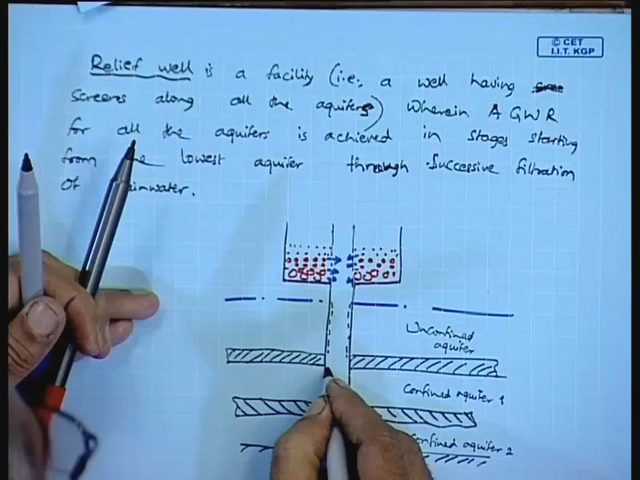 © CET
I.I.T. KGP
Relief well is a facility (i.e., a well having
screens along all the aquifers) wherein AGWR
for all the aquifers is achieved in stages starting
from lowest aquifer through successive filtration
of rainwater.
Unconfined
aquifer
Confined aquifer 1
Confined aquifer 2